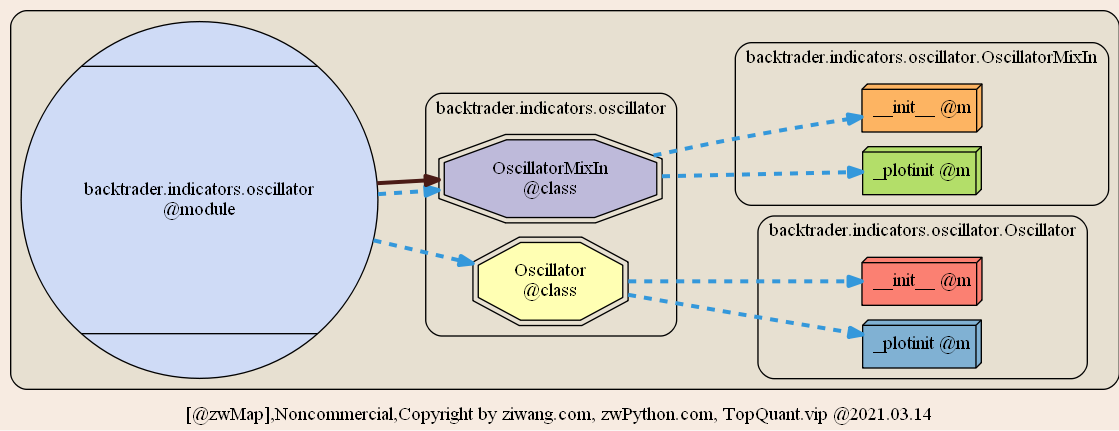 backtrader.indicators.oscillator
@module
backtrader.indicators.oscillator
OscillatorMixIn
@class
Oscillator
@class
backtrader.indicators.oscillator.OscillatorMixIn
__init__ @m
_plotinit @m
backtrader.indicators.oscillator.Oscillator
__init__ @m
_plotinit @m
[@zwMap],Noncommercial,Copyright by ziwang.com, zwPython.com, TopQuant.vip @2021.03.14